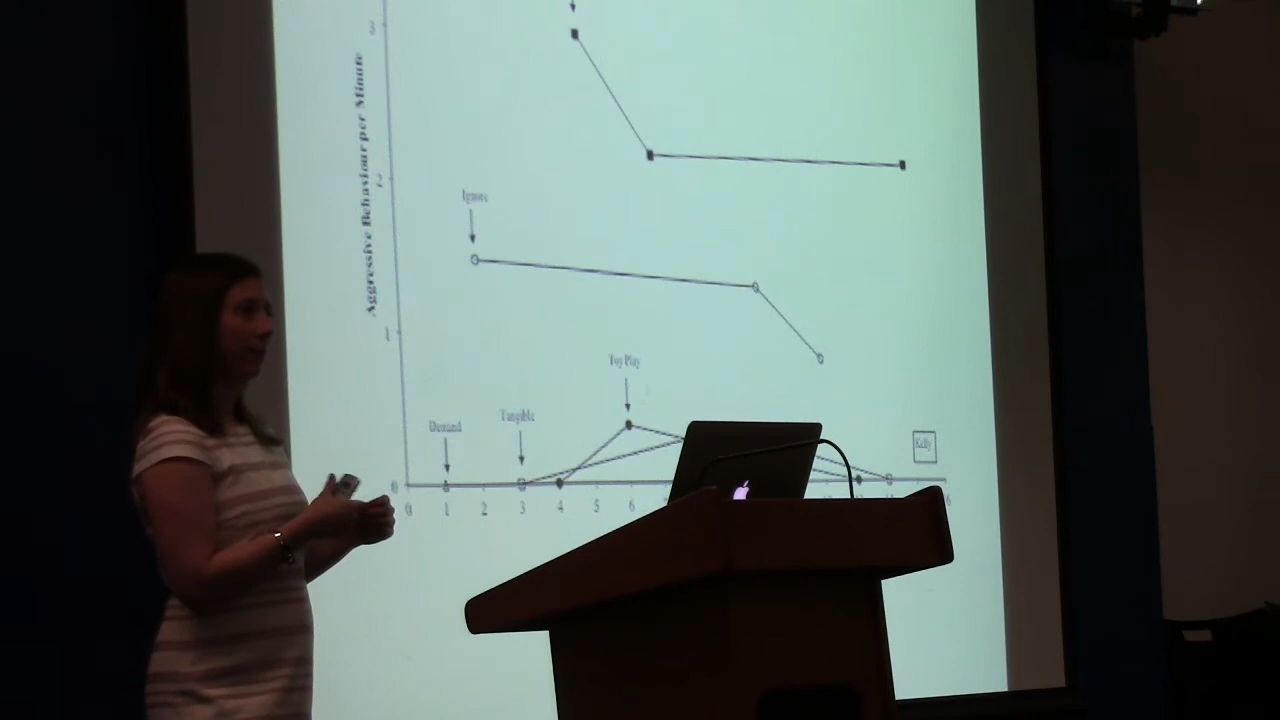 3
Aggressive Behaviour per Minute
2
Ignore
1
Toy Play
Tangible
Demand
Kelly
0
0 1 2 3 4 5 6
6